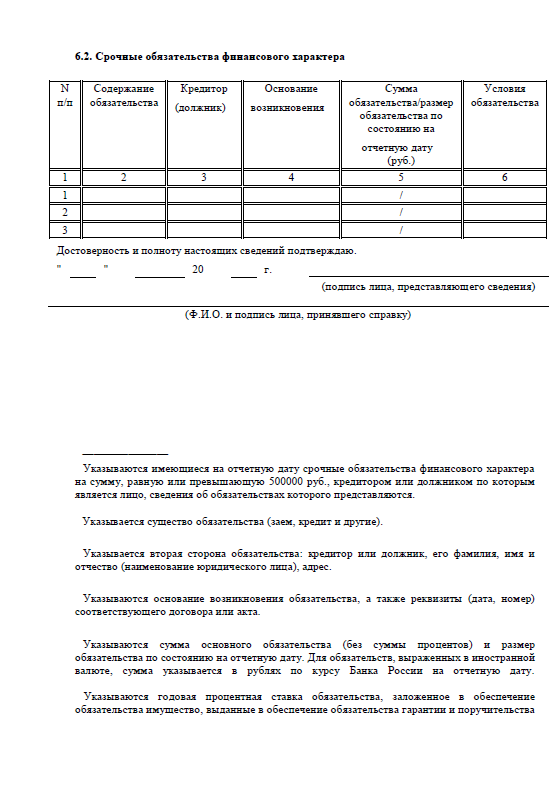 6.2. Срочные обязательства финансового характера
N п/п Содержание обязательства Кредитор (должник) Основание возникновения Сумма обязательства/размер обязательства по состоянию на отчетную дату (руб.) Условия обязательства
1 2 3 4 5 6
1 /
2 /
3 /
Достоверность и полноту настоящих сведений подтверждаю.
" ____ " _________ 20 ____ г. ____________________
(подпись лица, представляющего сведения)
(Ф.И.О. и подпись лица, принявшего справку)
Указываются имеющиеся на отчетную дату срочные обязательства финансового характера
на сумму, равную или превышающую 500000 руб., кредитором или должником по которым
является лицо, сведения об обязательствах которого представляются.
Указывается существо обязательства (заем, кредит и другие).
Указывается вторая сторона обязательства: кредитор или должник, его фамилия, имя и
отчество (наименование юридического лица), адрес.
Указываются основание возникновения обязательства, а также реквизиты (дата, номер)
соответствующего договора или акта.
Указываются сумма основного обязательства (без суммы процентов) и размер
обязательства по состоянию на отчетную дату. Для обязательств, выраженных в иностранной
валюте, сумма указывается в рублях по курсу Банка России на отчетную дату.
Указываются годовая процентная ставка обязательства, заложенное в обеспечение
обязательства имущество, выданные в обеспечение обязательства гарантии и поручительства